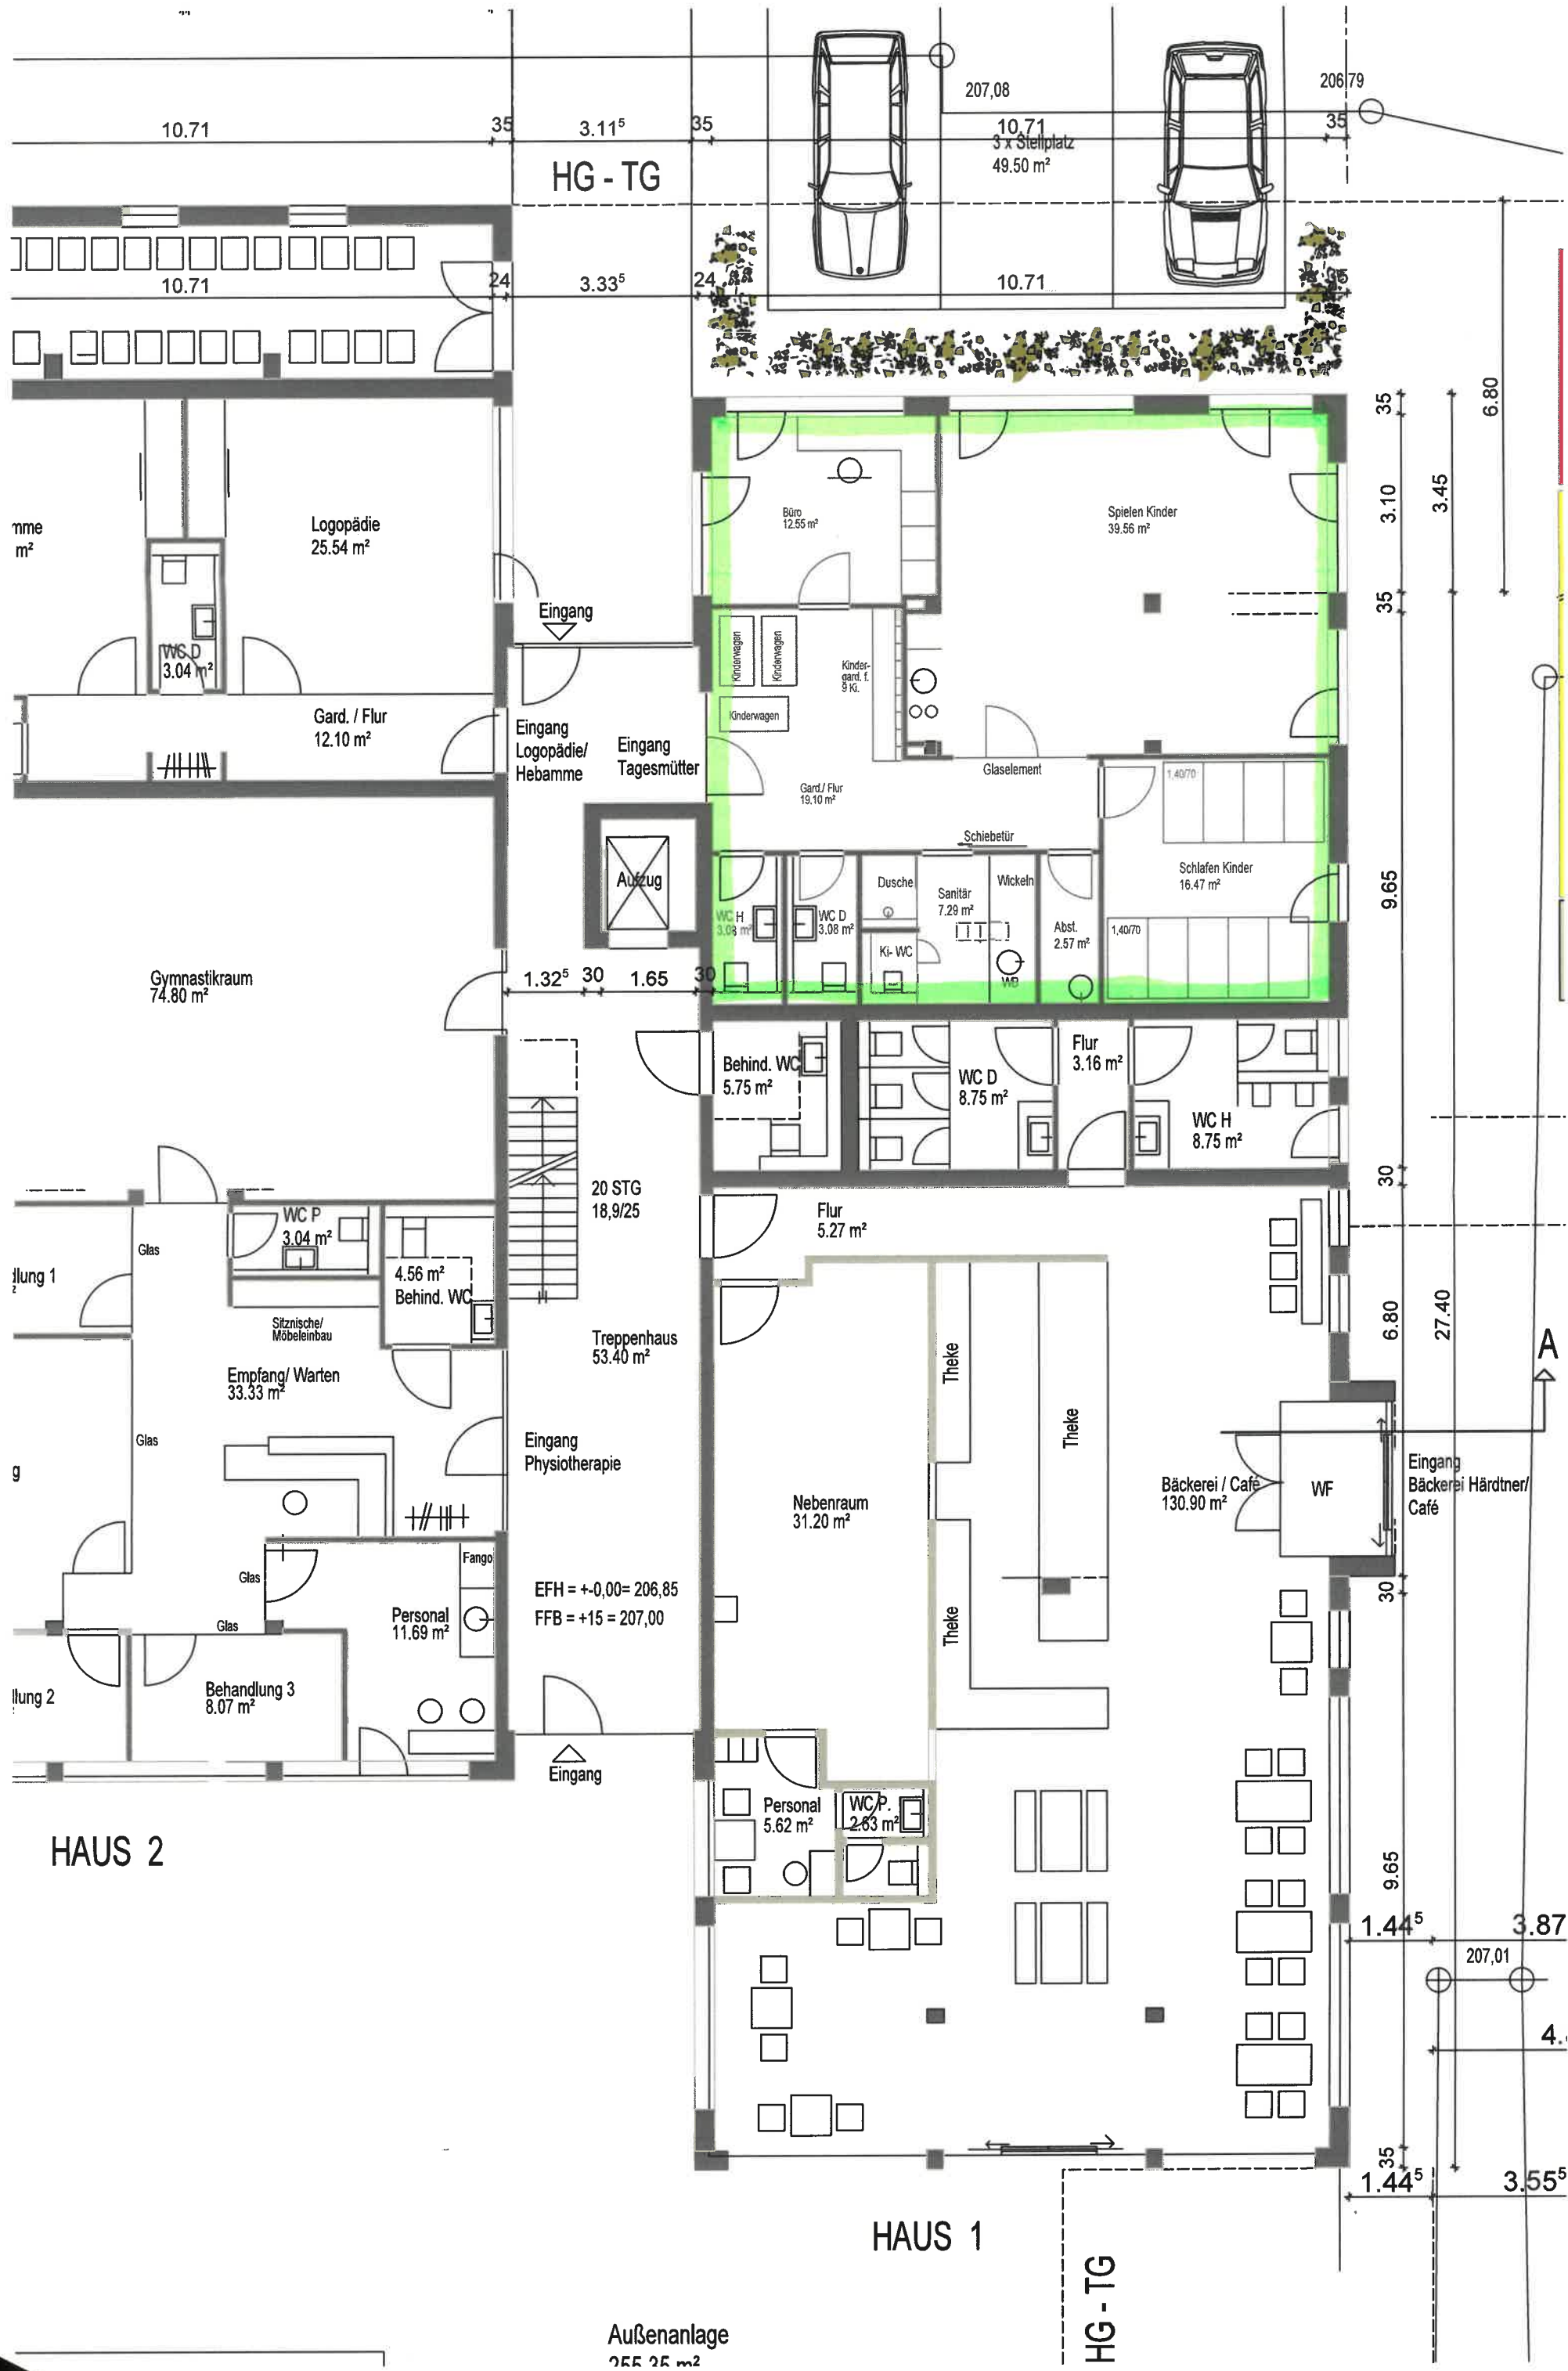 207,08
206,79
10.71
35
3.11⁵
35
10.71
35
3 x Stellplatz
49.50 m²
HG - TG
10.71
24
3.33⁵
24
10.71
6.80
35
3.10
3.45
35
mme
m²
Logopädie
25.54 m²
Büro
12.55 m²
Spielen Kinder
39.56 m²
Eingang
WC D
3.04 m²
Kinderwagen
Kinderwagen
Kinderwagen
Kinder-
gard. f.
9 Ki.
Gard. / Flur
12.10 m²
Eingang
Logopädie/
Hebamme
Eingang
Tagesmütter
Glaselement
1,40/70
Gard./ Flur
19.10 m²
Schiebetür
Schlafen Kinder
16.47 m²
9.65
Aufzug
WC H
3.08 m²
WC D
3.08 m²
Dusche
Sanitär
7.29 m²
Wickeln
Ki- WC
WB
Abst.
2.57 m²
1,40/70
Gymnastikraum
74.80 m²
1.32⁵
30
1.65
30
Behind. WC
5.75 m²
WC D
8.75 m²
Flur
3.16 m²
WC H
8.75 m²
30
20 STG
18,9/25
Flur
5.27 m²
WC P
3.04 m²
Glas
4.56 m²
Behind. WC
dlung 1
Sitznische/
Möbeleinbau
Treppenhaus
53.40 m²
Empfang/ Warten
33.33 m²
Theke
Theke
6.80
27.40
A
Glas
g
Eingang
Physiotherapie
Nebenraum
31.20 m²
Bäckerei / Café
130.90 m²
WF
Eingang
Bäckerei Härdtner/
Café
Fango
Glas
EFH = +-0,00= 206,85
FFB = +15 = 207,00
30
Personal
11.69 m²
Glas
Theke
dlung 2
Behandlung 3
8.07 m²
Eingang
Personal
5.62 m²
WC P.
2.63 m²
HAUS 2
9.65
1.44⁵
3.87
207,01
4.
35
1.44⁵
3.55⁵
HAUS 1
HG - TG
Außenanlage
255.35 m²